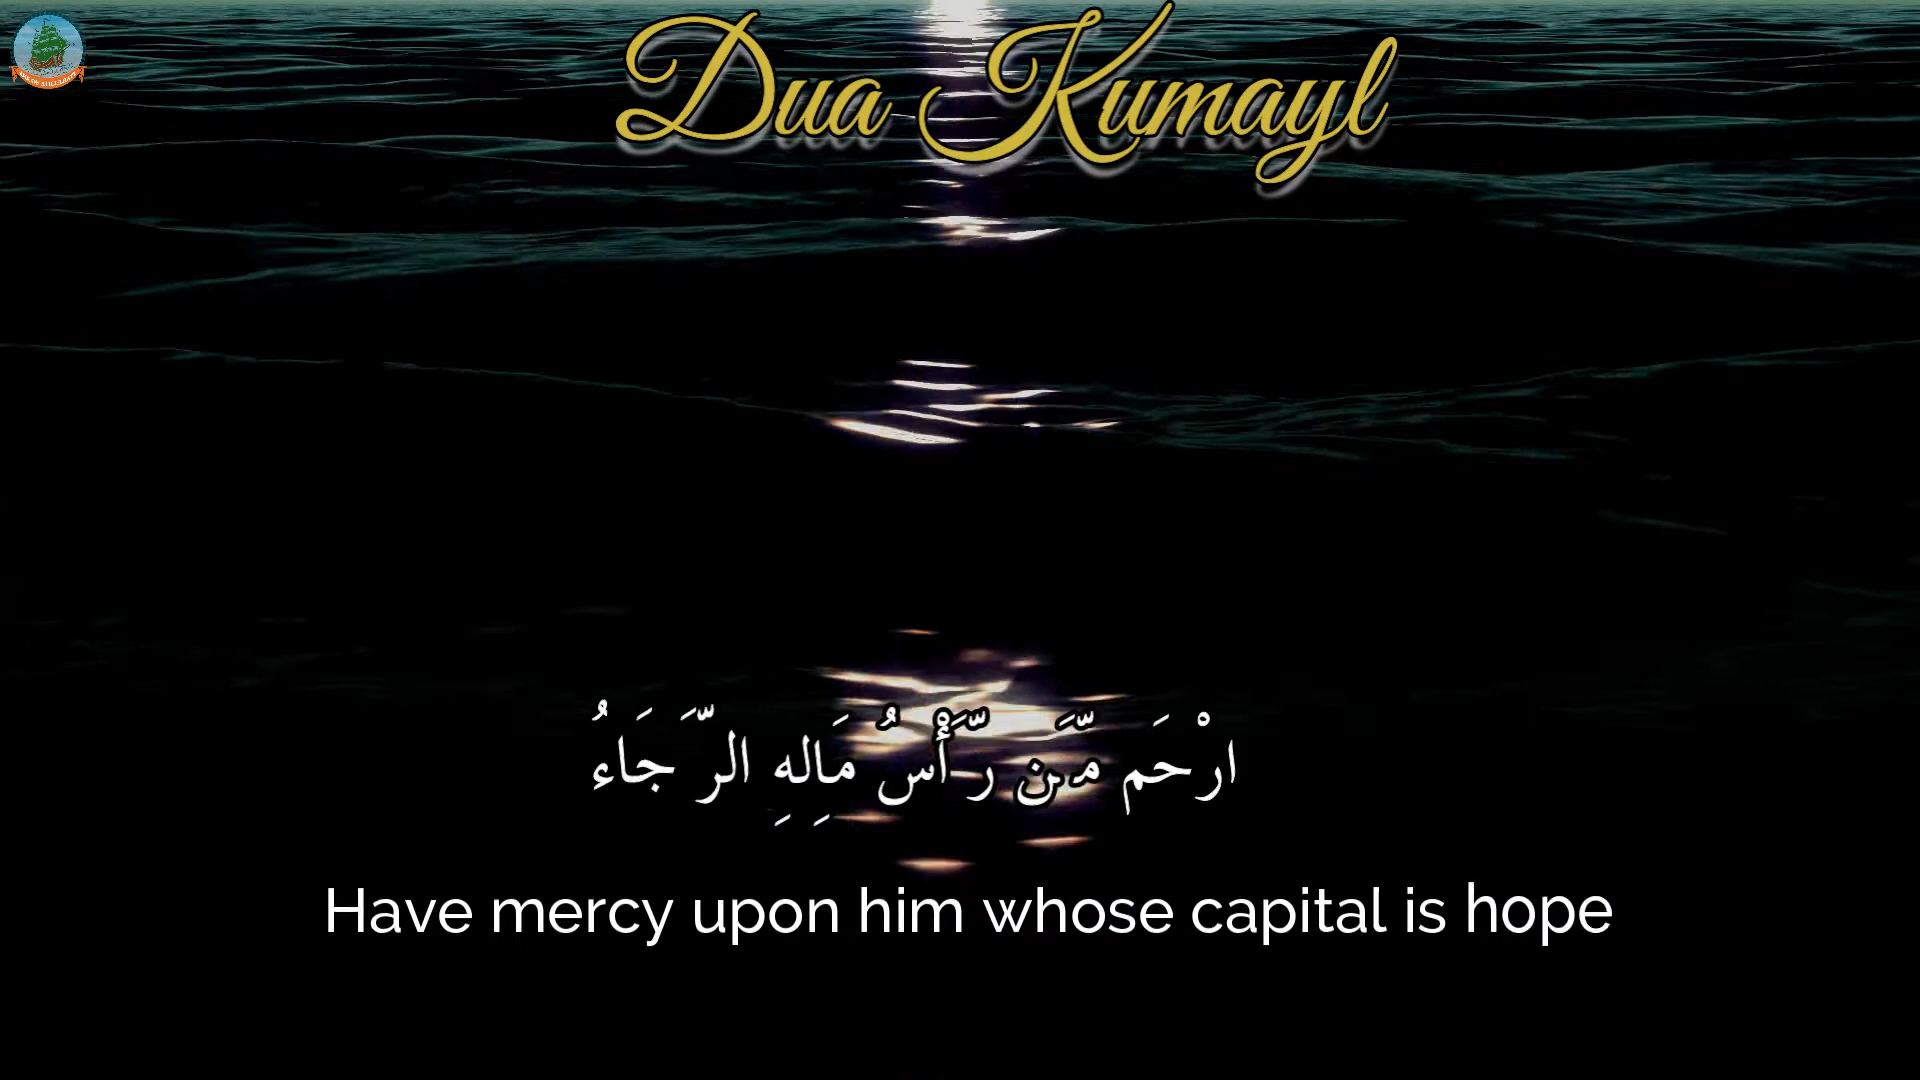 Dua Kumayl
ارْحَم مَّن رَّأْسُ مَالِهِ الرَّجَاءُ
Have mercy upon him whose capital is hope